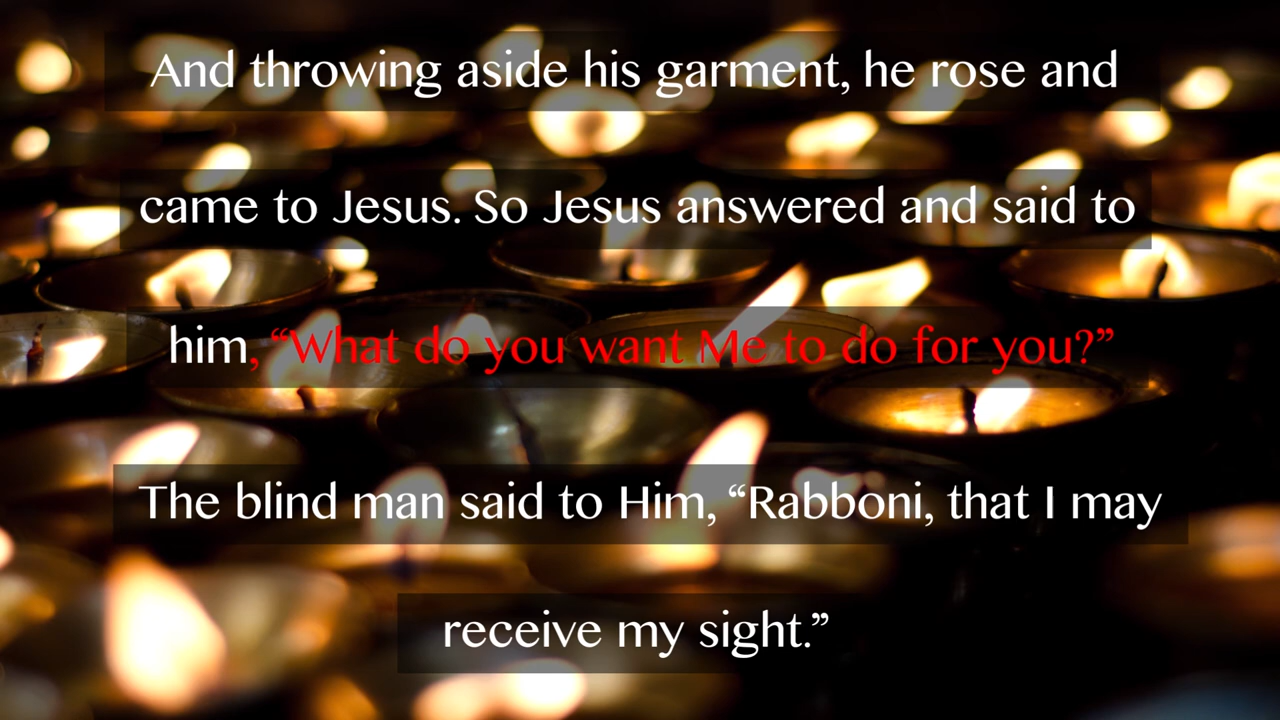 And throwing aside his garment, he rose and
came to Jesus. So Jesus answered and said to
him, “What do you want Me to do for you?”
The blind man said to Him, “Rabboni, that I may
receive my sight.”